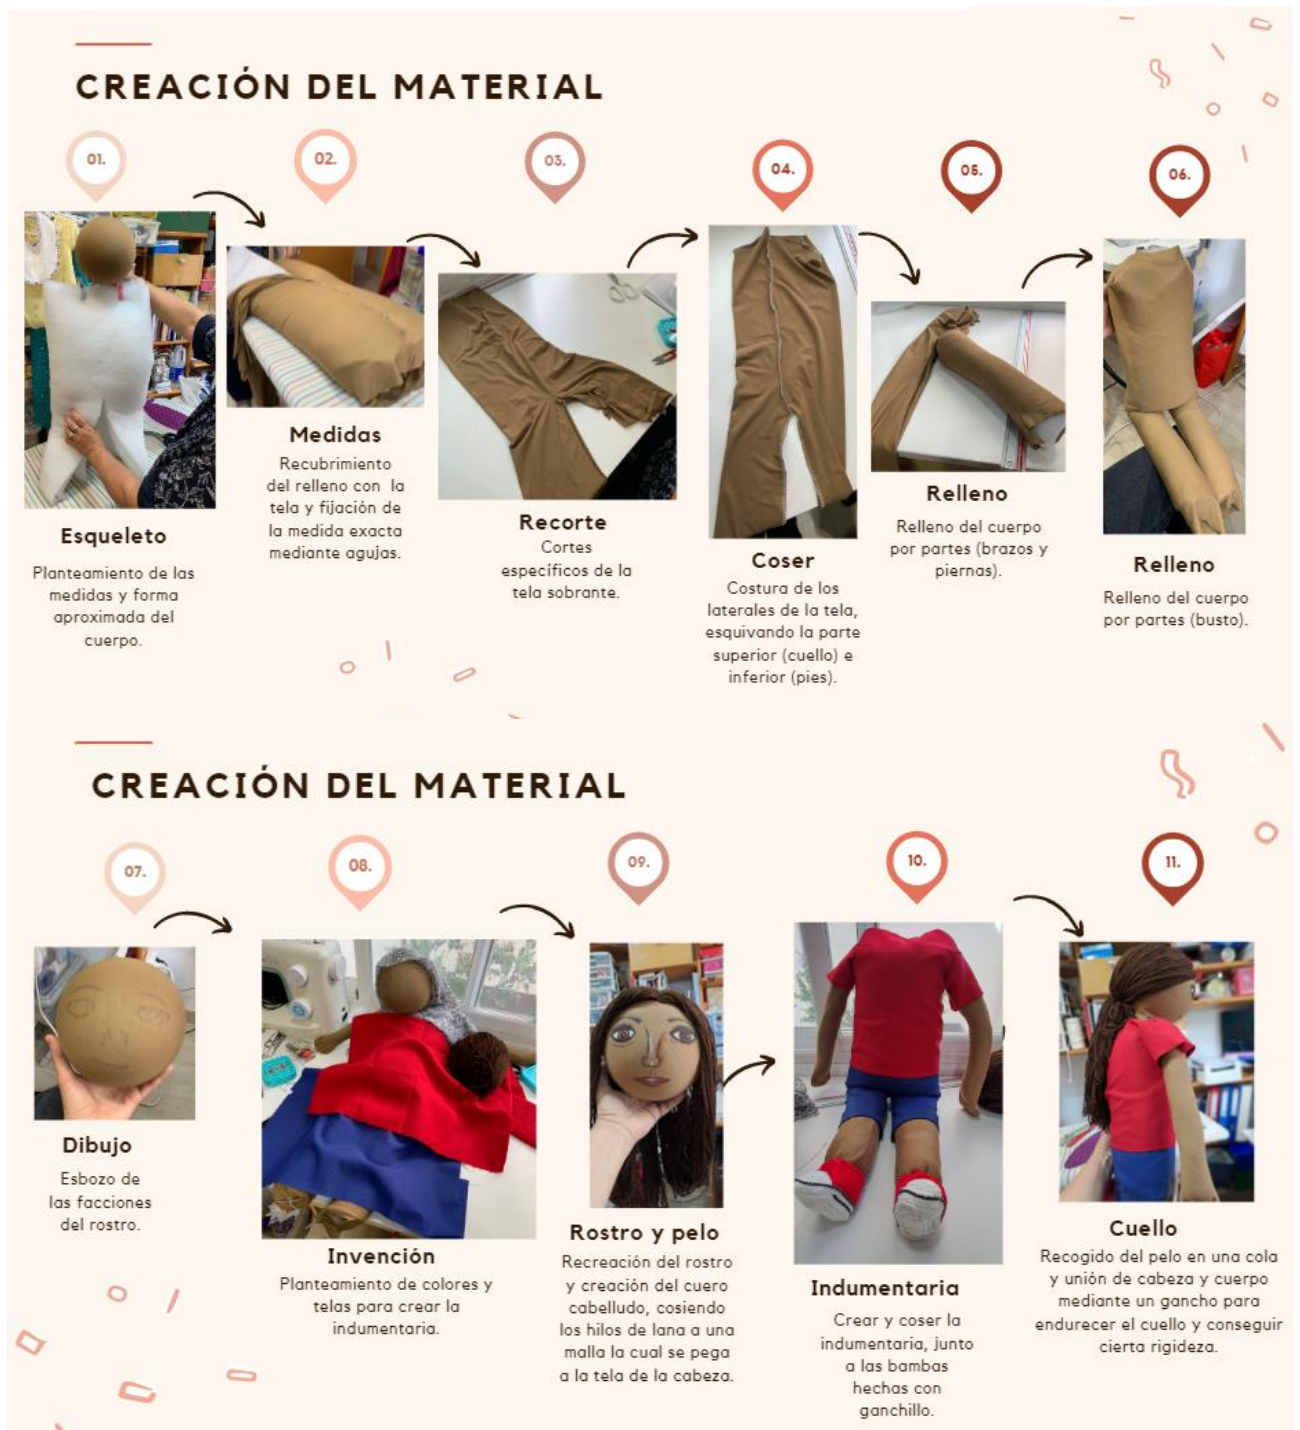 CREACIÓN DEL MATERIAL
01.
02.
03.
04.
05.
06.
Esqueleto
Planteamiento de las
medidas y forma
aproximada del
cuerpo.
Medidas
Recubrimiento
del relleno con la
tela y fijación de
la medida exacta
mediante agujas.
Recorte
Cortes
específicos de la
tela sobrante.
Coser
Costura de los
laterales de la tela,
esquivando la parte
superior (cuello) e
inferior (pies).
Relleno
Relleno del cuerpo
por partes (brazos y
piernas).
Relleno
Relleno del cuerpo
por partes (busto).
CREACIÓN DEL MATERIAL
07.
08.
09.
10.
11.
Dibujo
Esbozo de
las facciones
del rostro.
Invención
Planteamiento de colores y
telas para crear la
indumentaria.
Rostro y pelo
Recreación del rostro
y creación del cuero
cabelludo, cosiendo
los hilos de lana a una
malla la cual se pega
a la tela de la cabeza.
Indumentaria
Crear y coser la
indumentaria, junto
a las bambas
hechas con
ganchillo.
Cuello
Recogido del pelo en una cola
y unión de cabeza y cuerpo
mediante un gancho para
endurecer el cuello y conseguir
cierta rigideza.